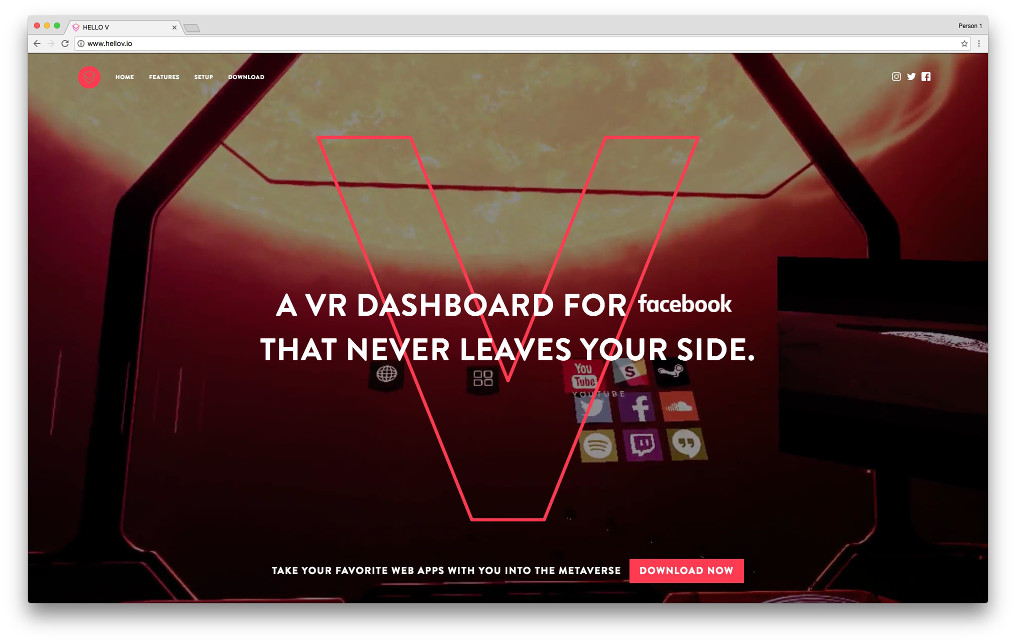 HELLO V
Person 1
www.hellov.io
HOME FEATURES SETUP DOWNLOAD
A VR DASHBOARD FOR facebook
THAT NEVER LEAVES YOUR SIDE.
You
Tube
S
YOUTUBE
f
TAKE YOUR FAVORITE WEB APPS WITH YOU INTO THE METAVERSE DOWNLOAD NOW